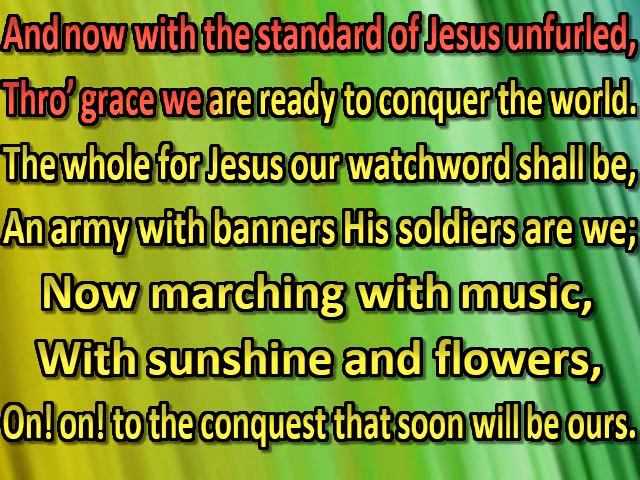 And now with the standard of Jesus unfurled,
Thro' grace we are ready to conquer the world.
The whole for Jesus our watchword shall be,
An army with banners His soldiers are we;
Now marching with music,
With sunshine and flowers,
On! on! to the conquest that soon will be ours.